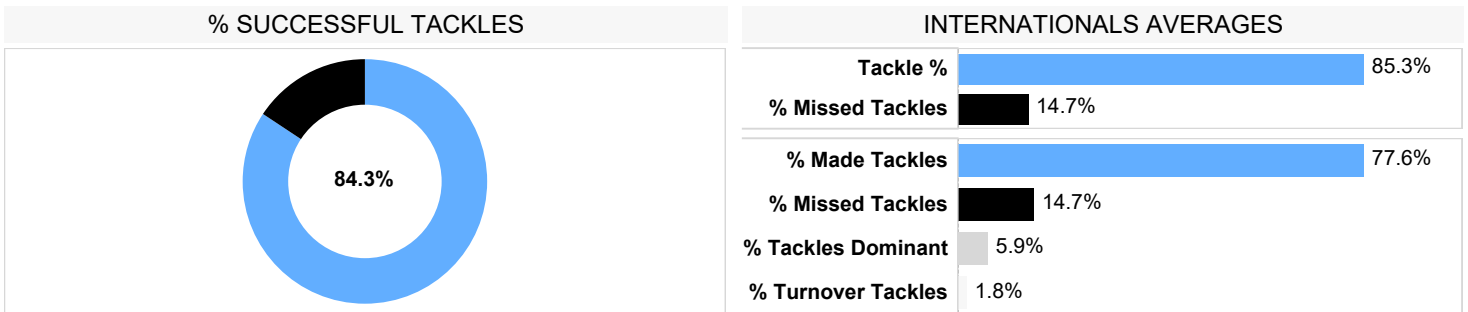 % SUCCESSFUL TACKLES
84.3%
INTERNATIONALS AVERAGES
Tackle % 85.3%
% Missed Tackles 14.7%
% Made Tackles 77.6%
% Missed Tackles 14.7%
% Tackles Dominant 5.9%
% Turnover Tackles 1.8%